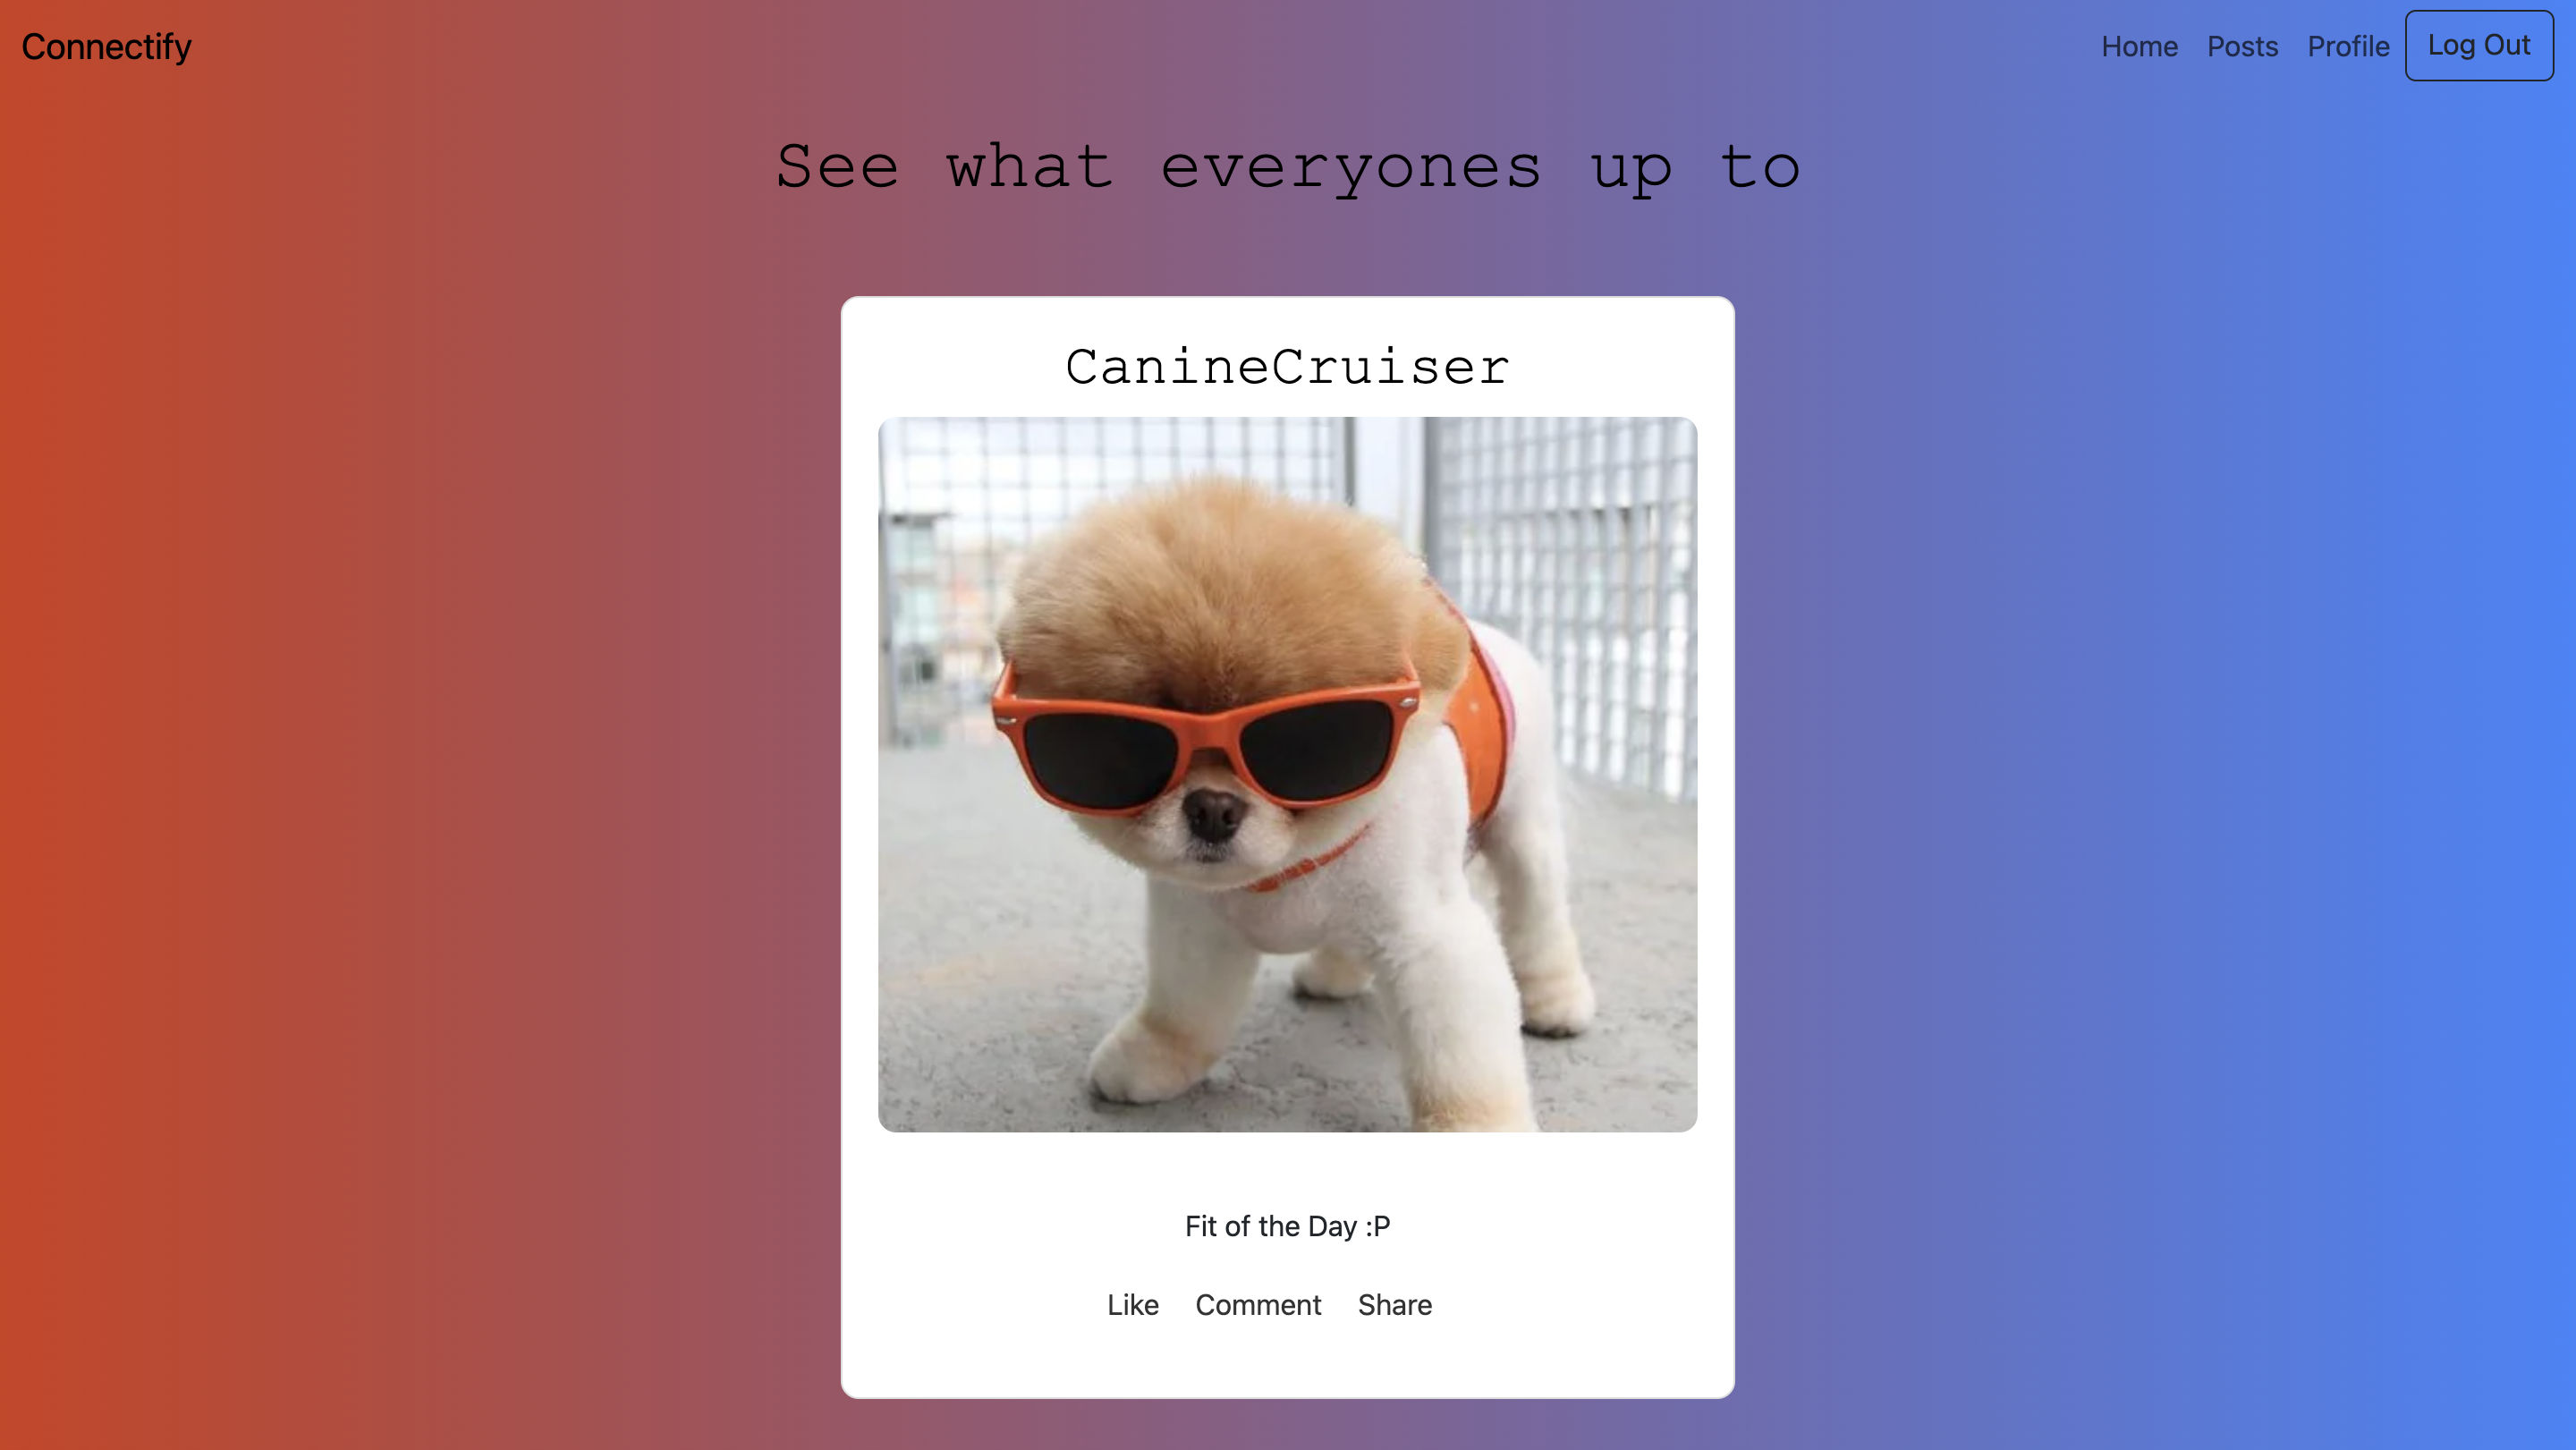 Connectify Home Posts Profile Log Out
See what everyones up to
CanineCruiser
Fit of the Day :P
Like Comment Share